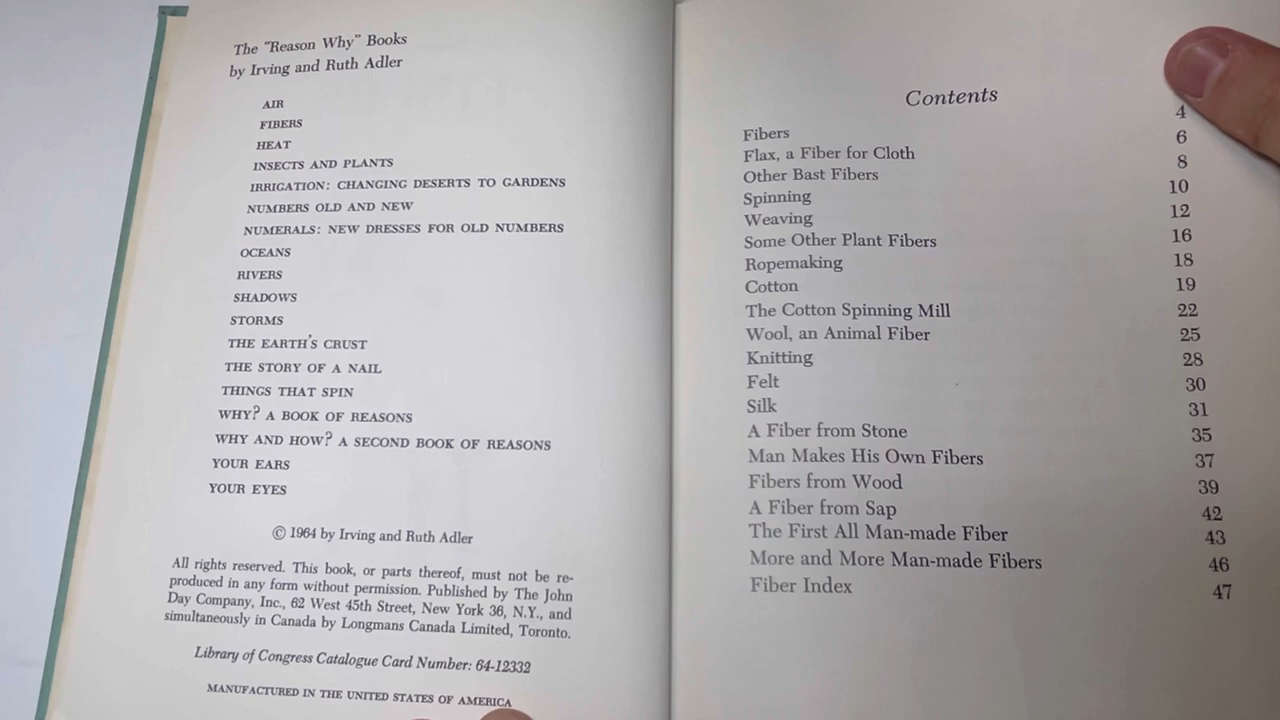 The "Reason Why" Books
by Irving and Ruth Adler
AIR
FIBERS
HEAT
INSECTS AND PLANTS
IRRIGATION: CHANGING DESERTS TO GARDENS
NUMBERS OLD AND NEW
NUMERALS: NEW DRESSES FOR OLD NUMBERS
OCEANS
RIVERS
SHADOWS
STORMS
THE EARTH'S CRUST
THE STORY OF A NAIL
THINGS THAT SPIN
WHY? A BOOK OF REASONS
WHY AND HOW? A SECOND BOOK OF REASONS
YOUR EARS
YOUR EYES
© 1964 by Irving and Ruth Adler
All rights reserved. This book, or parts thereof, must not be re-
produced in any form without permission. Published by The John
Day Company, Inc., 62 West 45th Street, New York 36, N.Y., and
simultaneously in Canada by Longmans Canada Limited, Toronto.
Library of Congress Catalogue Card Number: 64-12332
MANUFACTURED IN THE UNITED STATES OF AMERICA
Contents
Fibers 4
Flax, a Fiber for Cloth 6
Other Bast Fibers 8
Spinning 10
Weaving 12
Some Other Plant Fibers 16
Ropemaking 18
Cotton 19
The Cotton Spinning Mill 22
Wool, an Animal Fiber 25
Knitting 28
Felt 30
Silk 31
A Fiber from Stone 35
Man Makes His Own Fibers 37
Fibers from Wood 39
A Fiber from Sap 42
The First All Man-made Fiber 43
More and More Man-made Fibers 46
Fiber Index 47